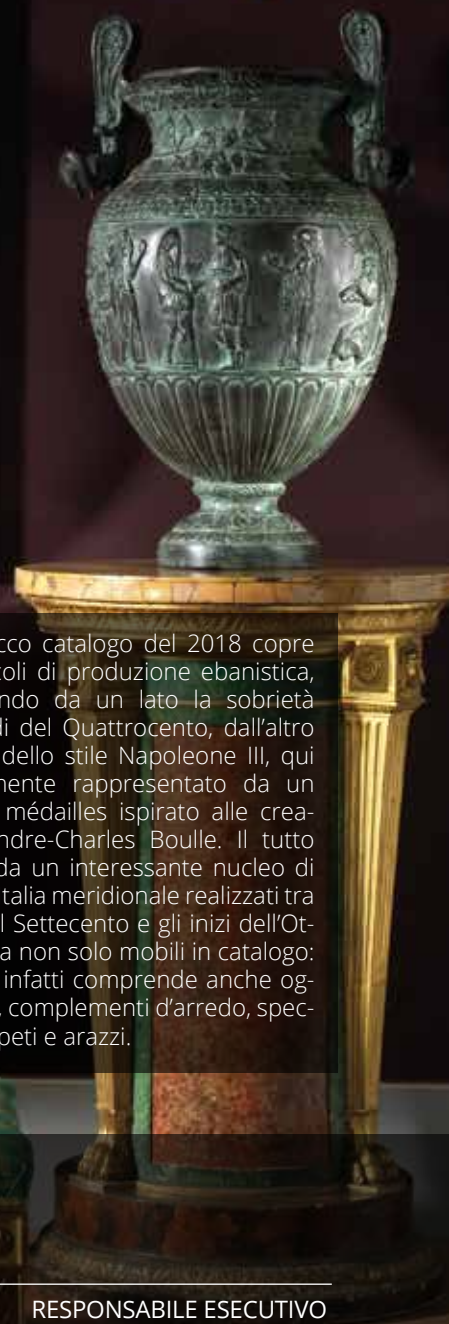 cco catalogo del 2018 copre
coli di produzione ebanistica,
ndo da un lato la sobrietà
di del Quattrocento, dall'altro
dello stile Napoleone III, qui
mente rappresentato da un
médailles ispirato alle crea-
ndre-Charles Boulle. Il tutto
da un interessante nucleo di
Italia meridionale realizzati tra
l Settecento e gli inizi dell'Ot-
a non solo mobili in catalogo:
infatti comprende anche og-
, complementi d'arredo, spec-
peti e arazzi.
RESPONSABILE ESECUTIVO